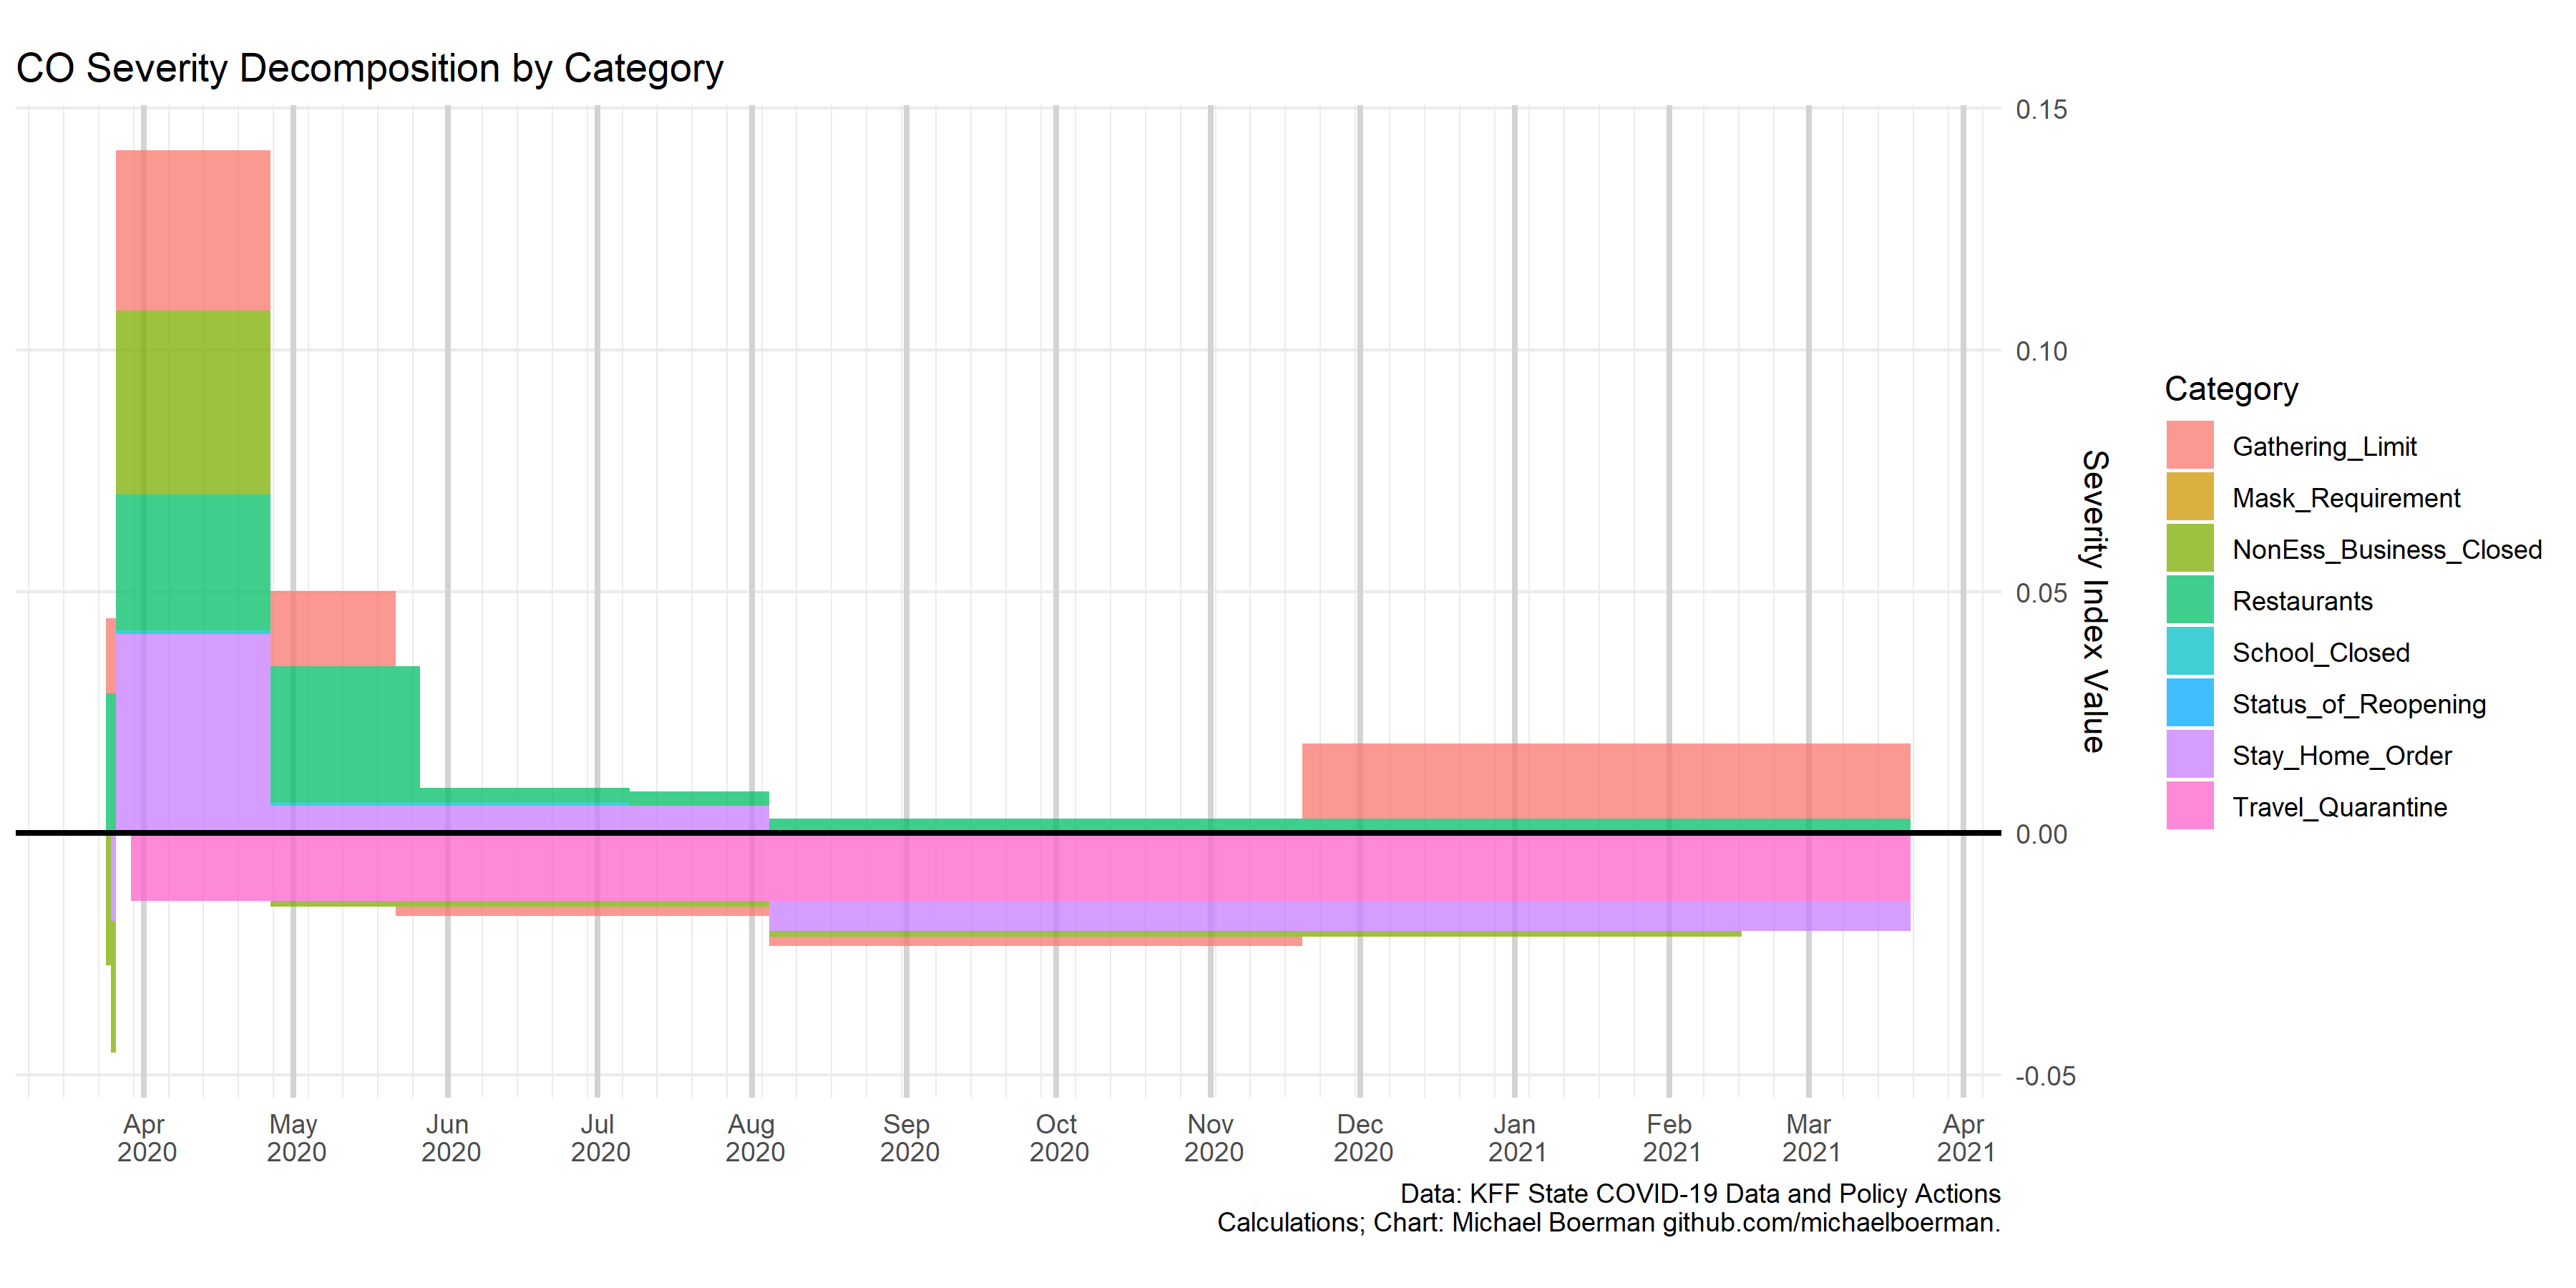 CO Severity Decomposition by Category
0.15
0.10
0.05
0.00
-0.05
Severity Index Value
Apr 2020
May 2020
Jun 2020
Jul 2020
Aug 2020
Sep 2020
Oct 2020
Nov 2020
Dec 2020
Jan 2021
Feb 2021
Mar 2021
Apr 2021
Category
Gathering_Limit
Mask_Requirement
NonEss_Business_Closed
Restaurants
School_Closed
Status_of_Reopening
Stay_Home_Order
Travel_Quarantine
Data: KFF State COVID-19 Data and Policy Actions
Calculations; Chart: Michael Boerman github.com/michaelboerman.